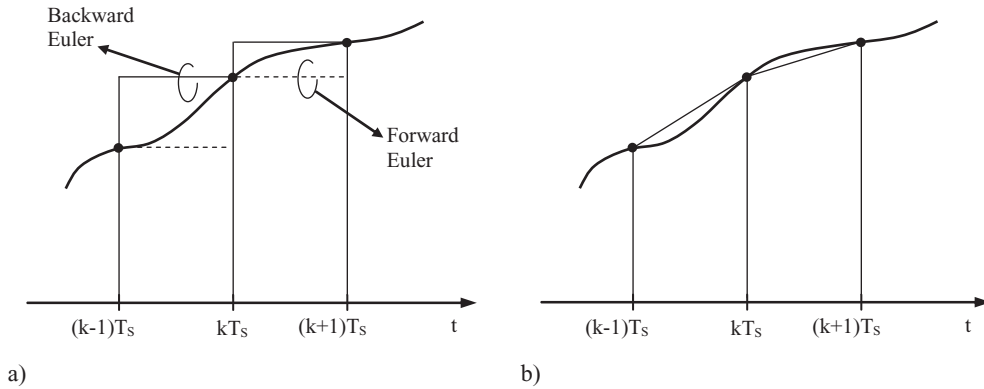 Backward
Euler
Forward
Euler
(k-1)TS
kTS
(k+1)TS
t
a)
(k-1)TS
kTS
(k+1)TS
t
b)